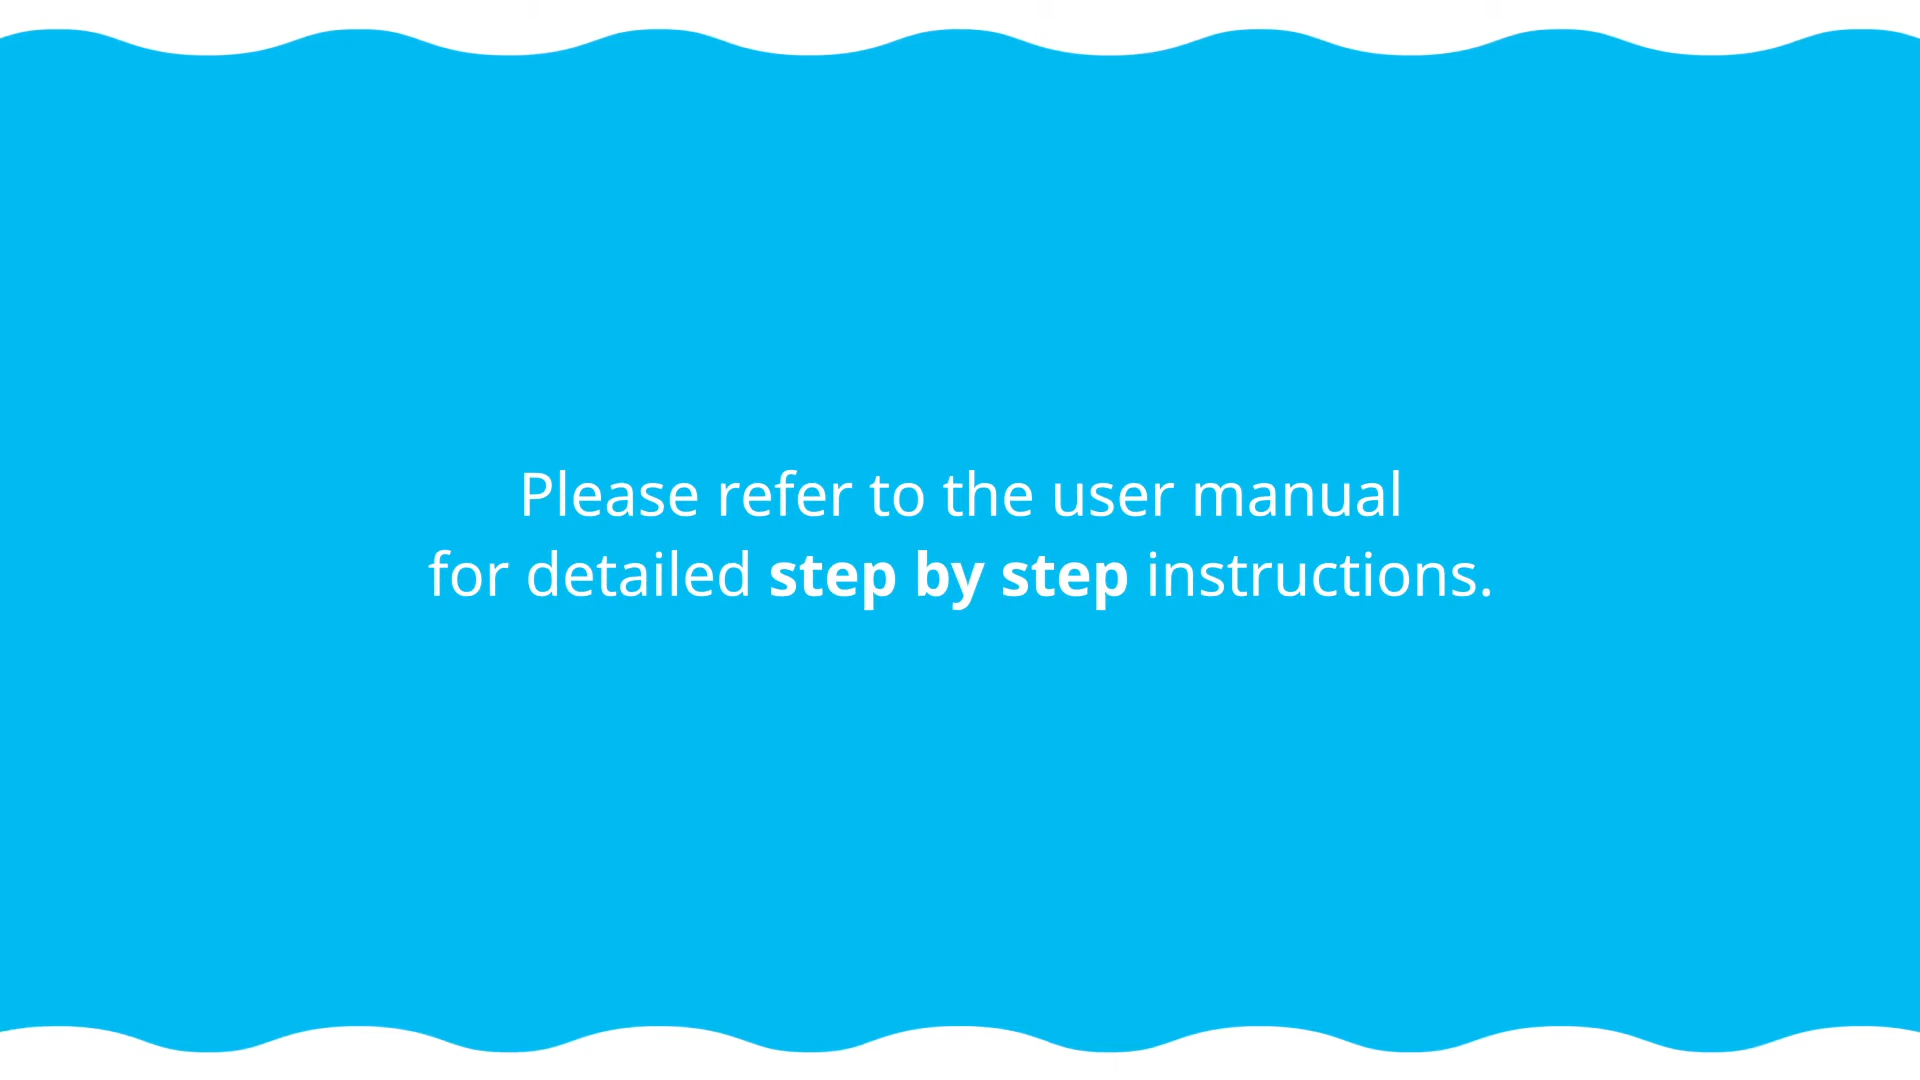 Please refer to the user manual
for detailed step by step instructions.